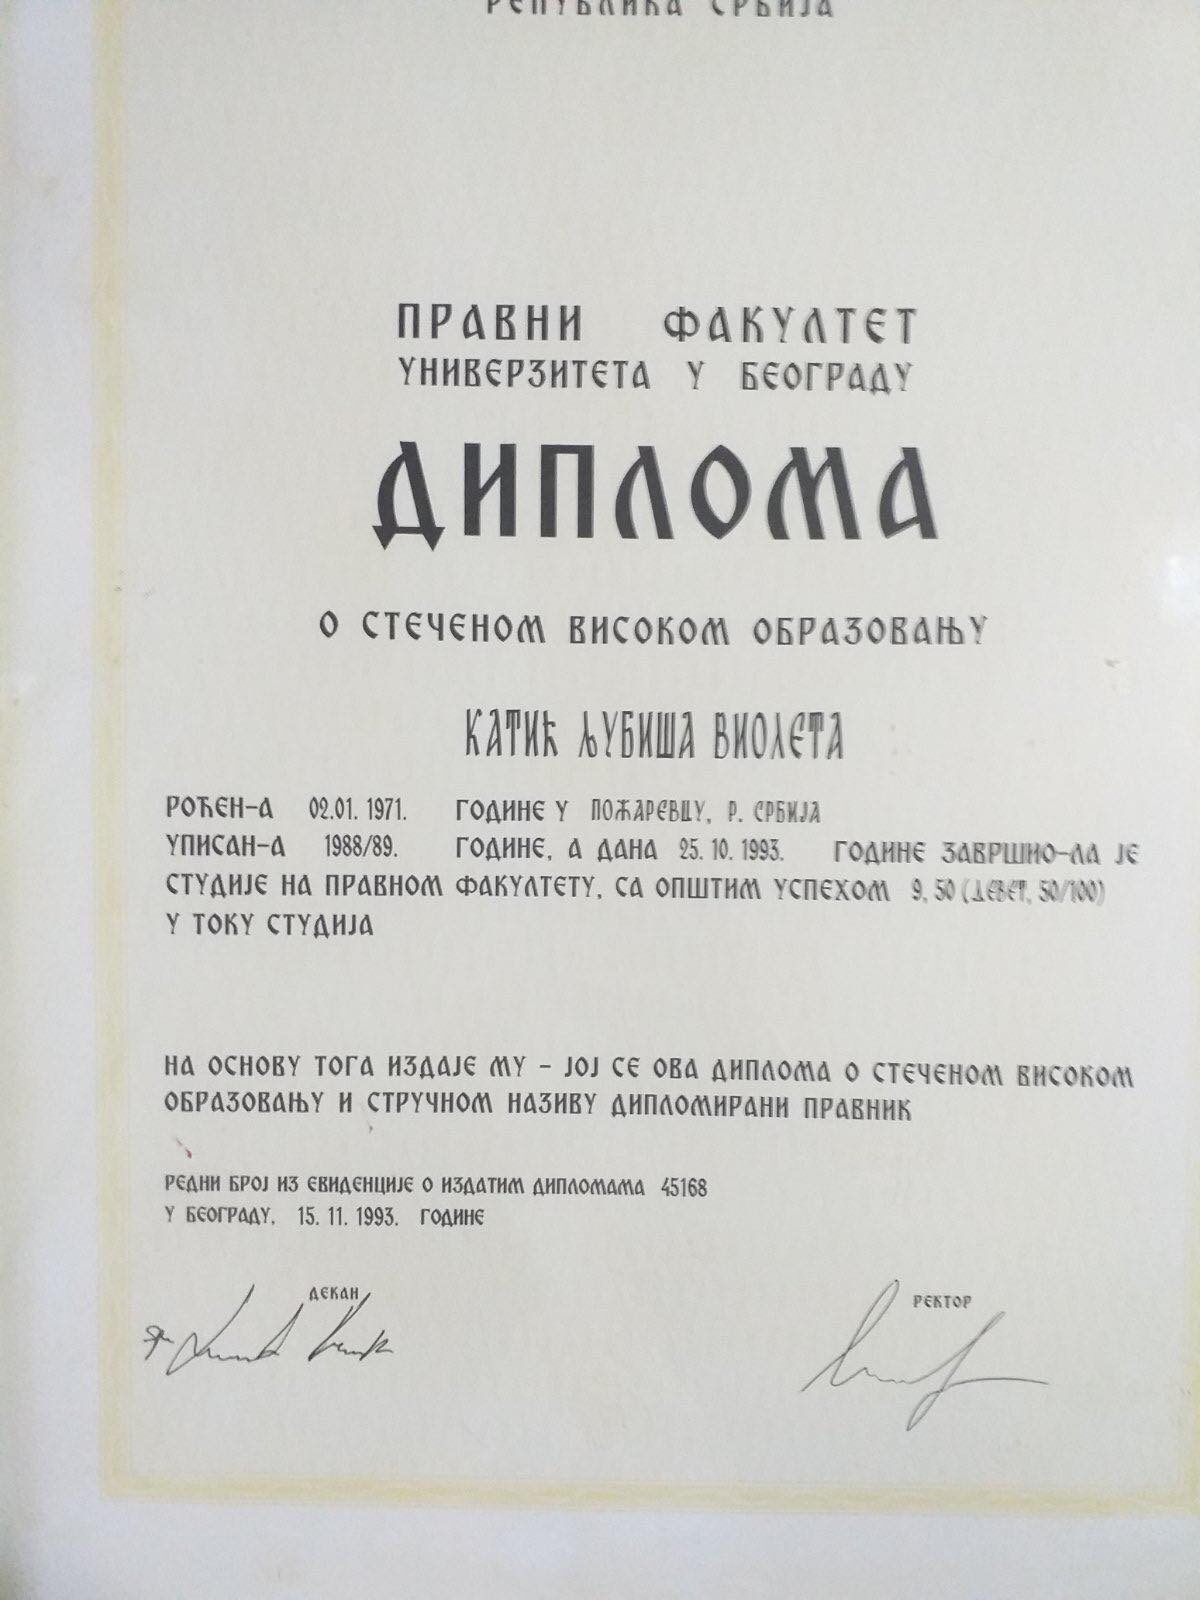 РЕПУБЛИКА СРБИЈА
ПРАВНИ ФАКУЛТЕТ
УНИВЕРЗИТЕТА У БЕОГРАДУ
ДИПЛОМА
О СТЕЧЕНОМ ВИСОКОМ ОБРАЗОВАЊУ
КАТИЋ ЉУБИША ВИОЛЕТА
РОЂЕН-А 02.01. 1971. ГОДИНЕ У ПОЖАРЕВЦУ, Р. СРБИЈА
УПИСАН-А 1988/89. ГОДИНЕ, А ДАНА 25. 10. 1993. ГОДИНЕ ЗАВРШИО-ЛА ЈЕ
СТУДИЈЕ НА ПРАВНОМ ФАКУЛТЕТУ, СА ОПШТИМ УСПЕХОМ 9, 50 (ДЕВЕТ, 50/100)
У ТОКУ СТУДИЈА
НА ОСНОВУ ТОГА ИЗДАЈЕ МУ - ЈОЈ СЕ ОВА ДИПЛОМА О СТЕЧЕНОМ ВИСОКОМ
ОБРАЗОВАЊУ И СТРУЧНОМ НАЗИВУ ДИПЛОМИРАНИ ПРАВНИК
РЕДНИ БРОЈ ИЗ ЕВИДЕНЦИЈЕ О ИЗДАТИМ ДИПЛОМАМА 45168
У БЕОГРАДУ, 15. 11. 1993. ГОДИНЕ
ДЕКАН
РЕКТОР